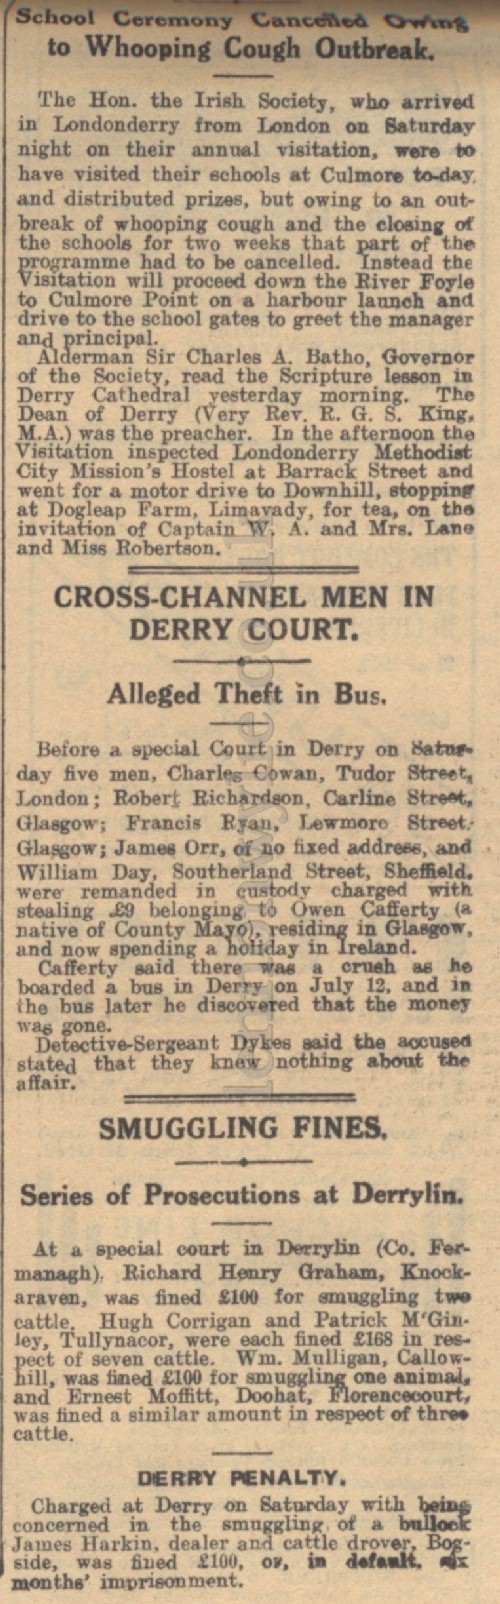 School Ceremony Cancelled Owing
to Whooping Cough Outbreak.
The Hon. the Irish Society, who arrived
in Londonderry from London on Saturday
night on their annual visitation, were to
have visited their schools at Culmore to-day,
and distributed prizes, but owing to an out-
break of whooping cough and the closing of
the schools for two weeks that part of the
programme had to be cancelled. Instead the
Visitation will proceed down the River Foyle
to Culmore Point on a harbour launch and
drive to the school gates to greet the manager
and principal.
Alderman Sir Charles A. Batho, Governor
of the Society, read the Scripture lesson in
Derry Cathedral yesterday morning. The
Dean of Derry (Very Rev. R. G. S. King,
M.A.) was the preacher. In the afternoon the
Visitation inspected Londonderry Methodist
City Mission's Hostel at Barrack Street and
went for a motor drive to Downhill, stopping
at Dogleap Farm, Limavady, for tea, on the
invitation of Captain W. A. and Mrs. Lane
and Miss Robertson.
CROSS-CHANNEL MEN IN
DERRY COURT.
Alleged Theft in Bus.
Before a special Court in Derry on Satur-
day five men, Charles Cowan, Tudor Street,
London; Robert Richardson, Carline Street,
Glasgow; Francis Ryan, Lewmore Street,
Glasgow; James Orr, of no fixed address, and
William Day, Southerland Street, Sheffield,
were remanded in custody charged with
stealing £9 belonging to Owen Cafferty (a
native of County Mayo), residing in Glasgow,
and now spending a holiday in Ireland.
Cafferty said there was a crush as he
boarded a bus in Derry on July 12, and in
the bus later he discovered that the money
was gone.
Detective-Sergeant Dykes said the accused
stated that they knew nothing about the
affair.
SMUGGLING FINES.
Series of Prosecutions at Derrylin.
At a special court in Derrylin (Co. Fer-
managh), Richard Henry Graham, Knock-
araven, was fined £100 for smuggling two
cattle. Hugh Corrigan and Patrick M'Gin-
ley, Tullynacor, were each fined £168 in res-
pect of seven cattle. Wm. Mulligan, Callow-
hill, was fined £100 for smuggling one animal,
and Ernest Moffitt, Doohat, Florencecourt,
was fined a similar amount in respect of three
cattle.
DERRY PENALTY.
Charged at Derry on Saturday with being
concerned in the smuggling of a bullock
James Harkin, dealer and cattle drover, Bog-
side, was fined £100, or, in default, six
months' imprisonment.